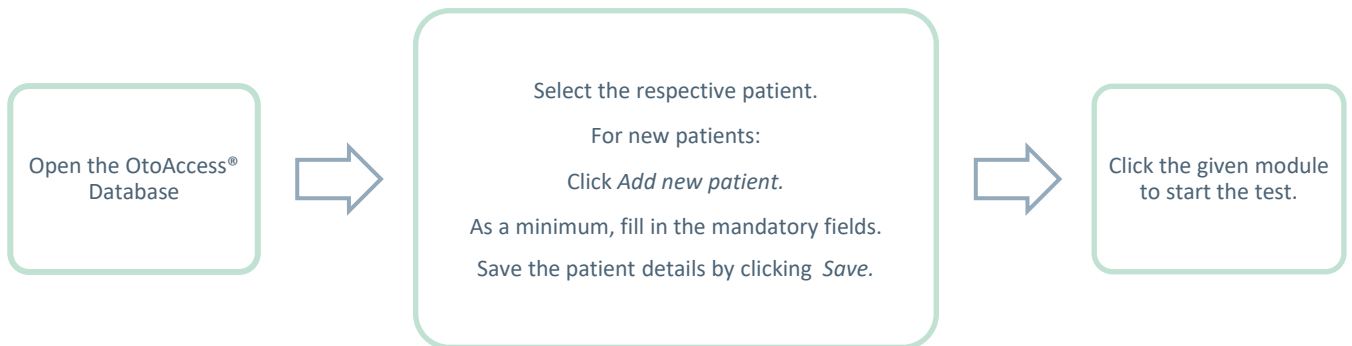 Open the OtoAccess®
Database
Select the respective patient.
For new patients:
Click Add new patient.
As a minimum, fill in the mandatory fields.
Save the patient details by clicking Save.
Click the given module
to start the test.